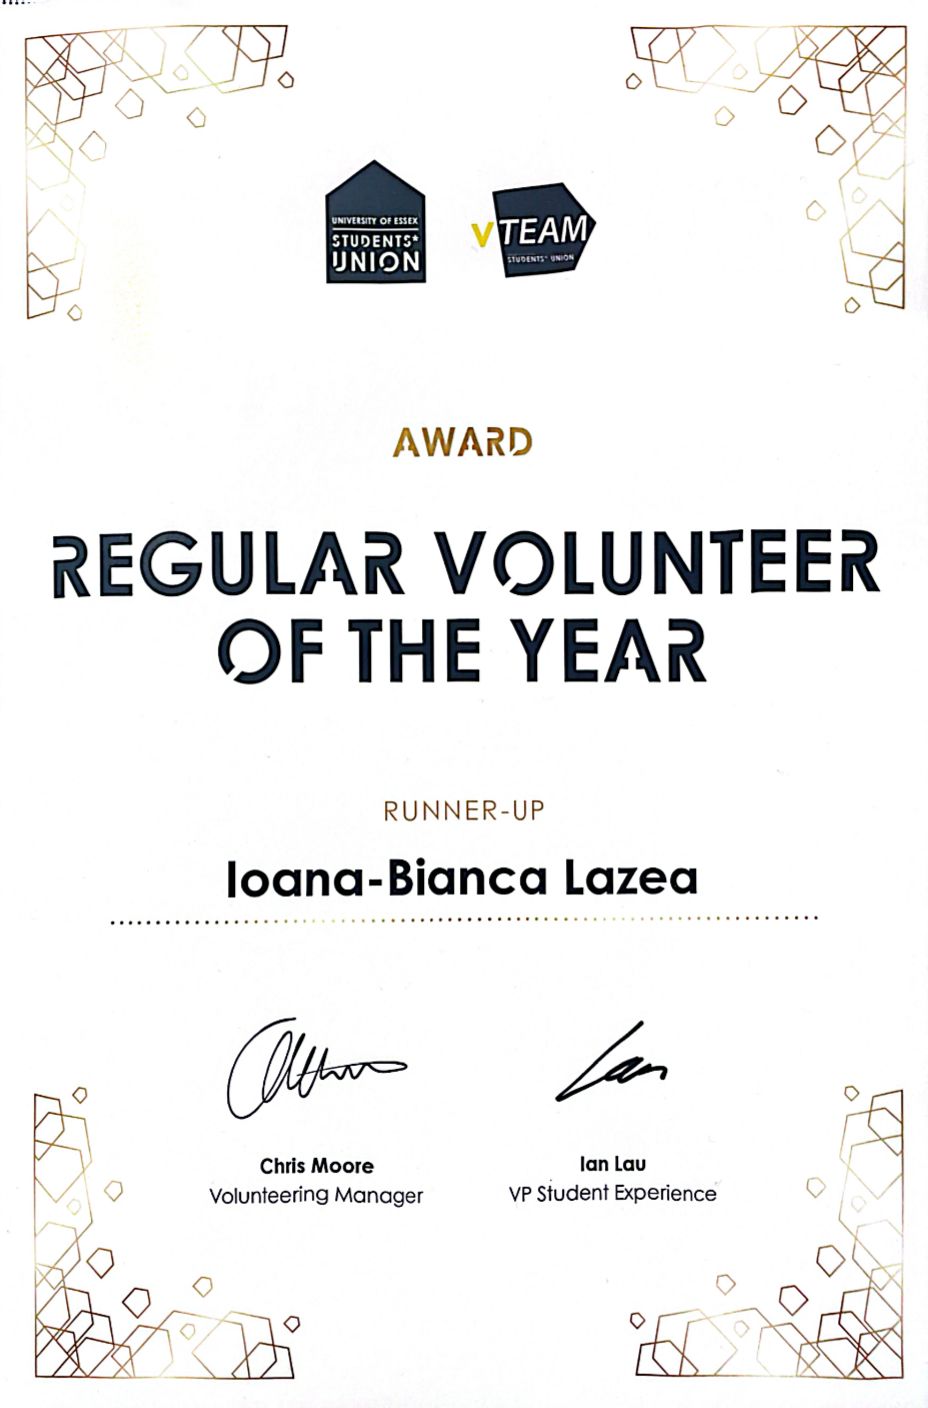 UNIVERSITY OF ESSEX
STUDENTS*
UNION
VTEAM
STUDENTS* UNION
AWARD
REGULAR VOLUNTEER
OF THE YEAR
RUNNER-UP
Ioana-Bianca Lazea
Chris Moore
Volunteering Manager
Ian Lau
VP Student Experience